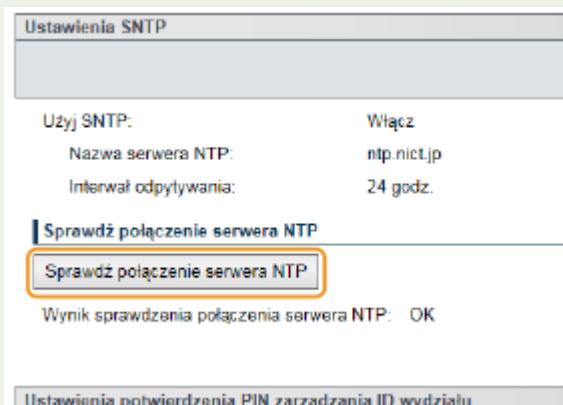 Ustawienia SNTP
Użyj SNTP: Włącz
Nazwa serwera NTP: ntp.nict.jp
Interwał odpytywania: 24 godz.
Sprawdź połączenie serwera NTP
Sprawdź połączenie serwera NTP
Wynik sprawdzenia połączenia serwera NTP: OK
Ustawienia potwierdzenia PIN zarządzania ID wydziału